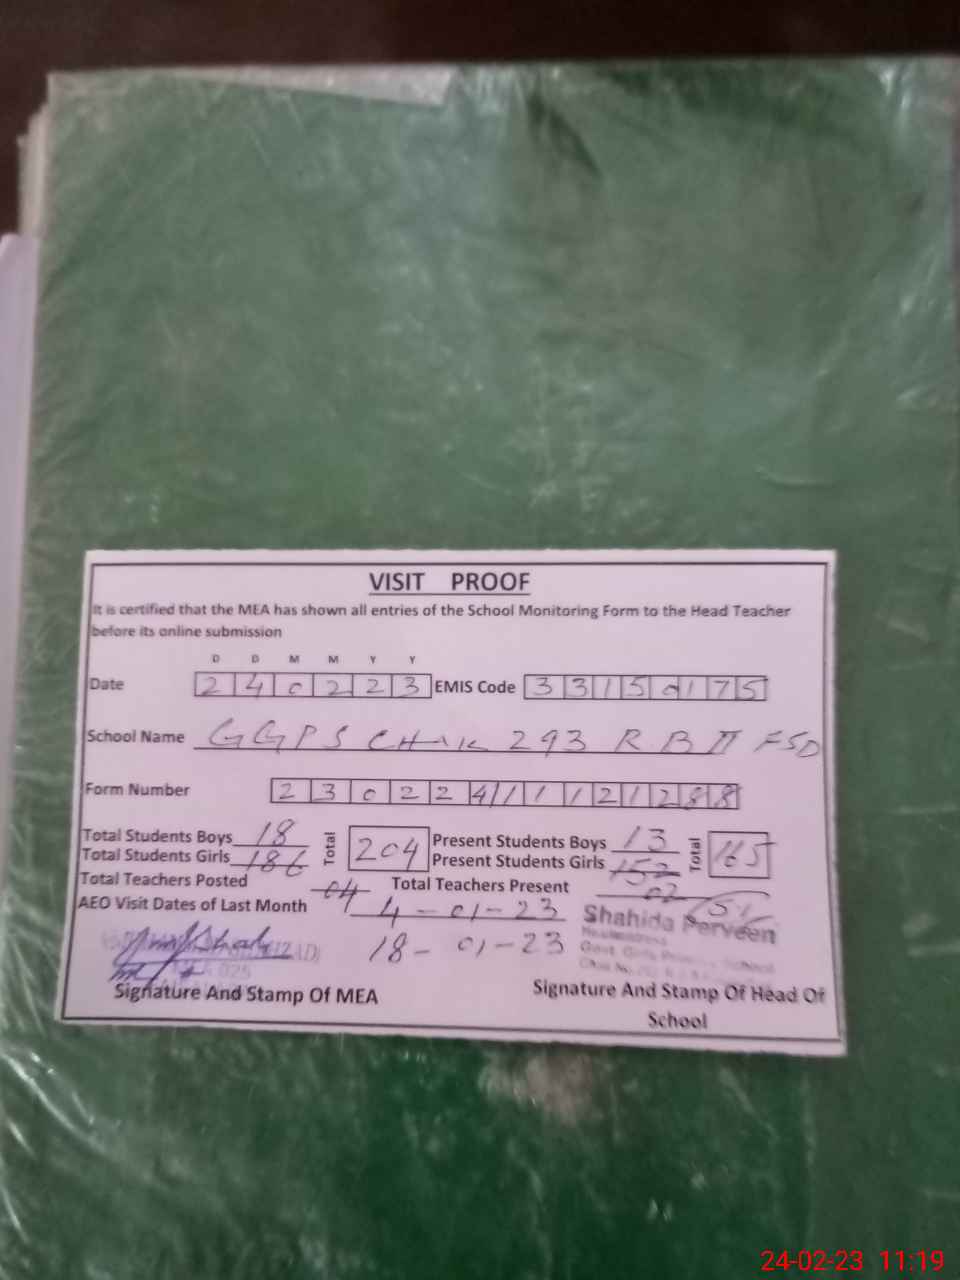 VISIT PROOF
It is certified that the MEA has shown all entries of the School Monitoring Form to the Head Teacher
before its online submission
D D M M Y Y
Date 2 4 0 2 2 3 EMIS Code 3 3 1 5 0 1 7 5
School Name GGPS CHAK 293 R.B II FSD
Form Number 2 3 0 2 2 4 1 1 1 2 1 2 8 8
Total Students Boys 18 Total 204 Present Students Boys 13 Total 165
Total Students Girls 186 Present Students Girls 152
Total Teachers Posted 04 Total Teachers Present 02
AEO Visit Dates of Last Month 4-01-23
18-01-23
Shahida Perveen
Headmistress
Govt. Girls Primary School
Signature And Stamp Of MEA
Signature And Stamp Of Head Of
School
24-02-23 11:19